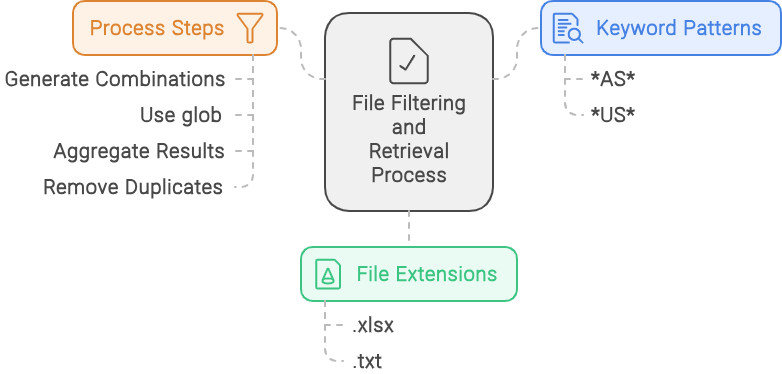 Process Steps
Generate Combinations
Use glob
Aggregate Results
Remove Duplicates
File Filtering
and
Retrieval
Process
Keyword Patterns
*AS*
*US*
File Extensions
.xlsx
.txt